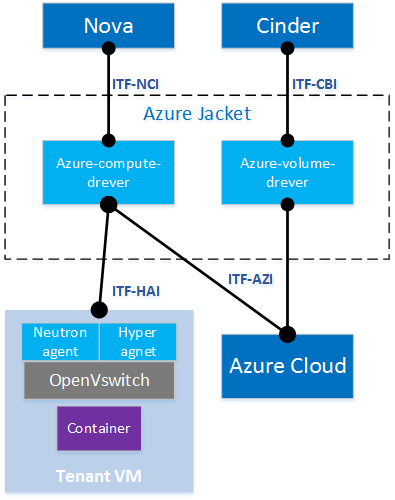 Nova
Cinder
ITF-NCI
ITF-CBI
Azure Jacket
Azure-compute-
drever
Azure-volume-
drever
ITF-HAI
ITF-AZI
Neutron
agent
Hyper
agnet
OpenVswitch
Container
Tenant VM
Azure Cloud